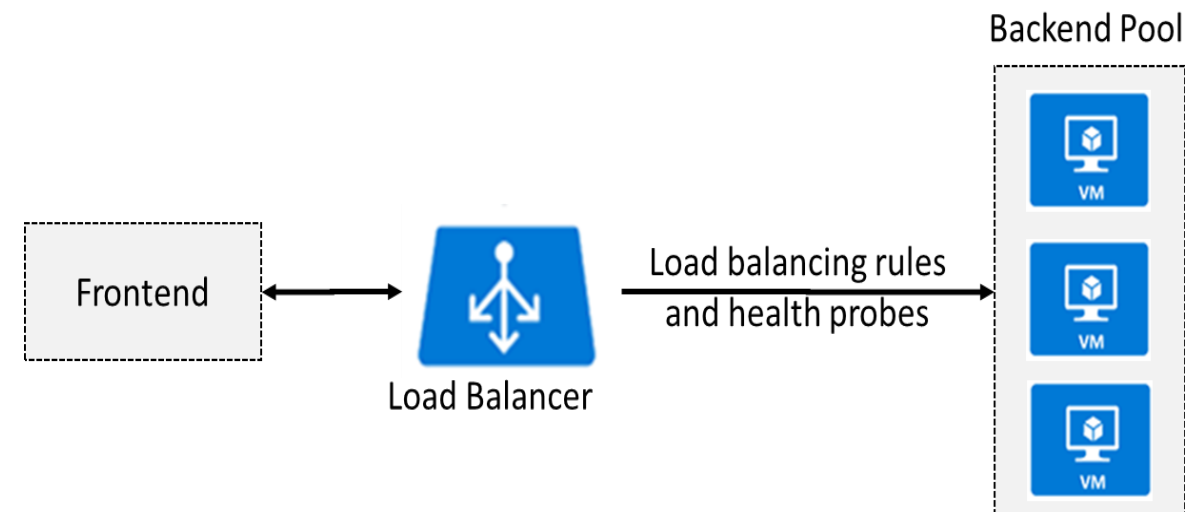 Backend Pool
VM
Frontend
Load balancing rules
and health probes
VM
Load Balancer
VM